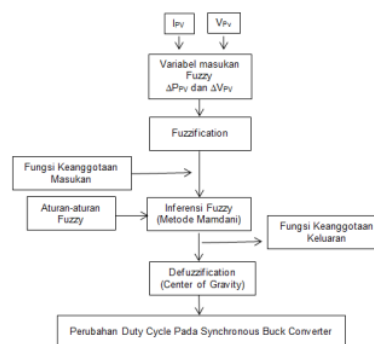 IPV
VPV
Variabel masukan
Fuzzy
ΔPPV dan ΔVPV
Fuzzification
Fungsi Keanggotaan
Masukan
Aturan-aturan
Fuzzy
Inferensi Fuzzy
(Metode Mamdani)
Fungsi Keanggotaan
Keluaran
Defuzzification
(Center of Gravity)
Perubahan Duty Cycle Pada Synchronous Buck Converter